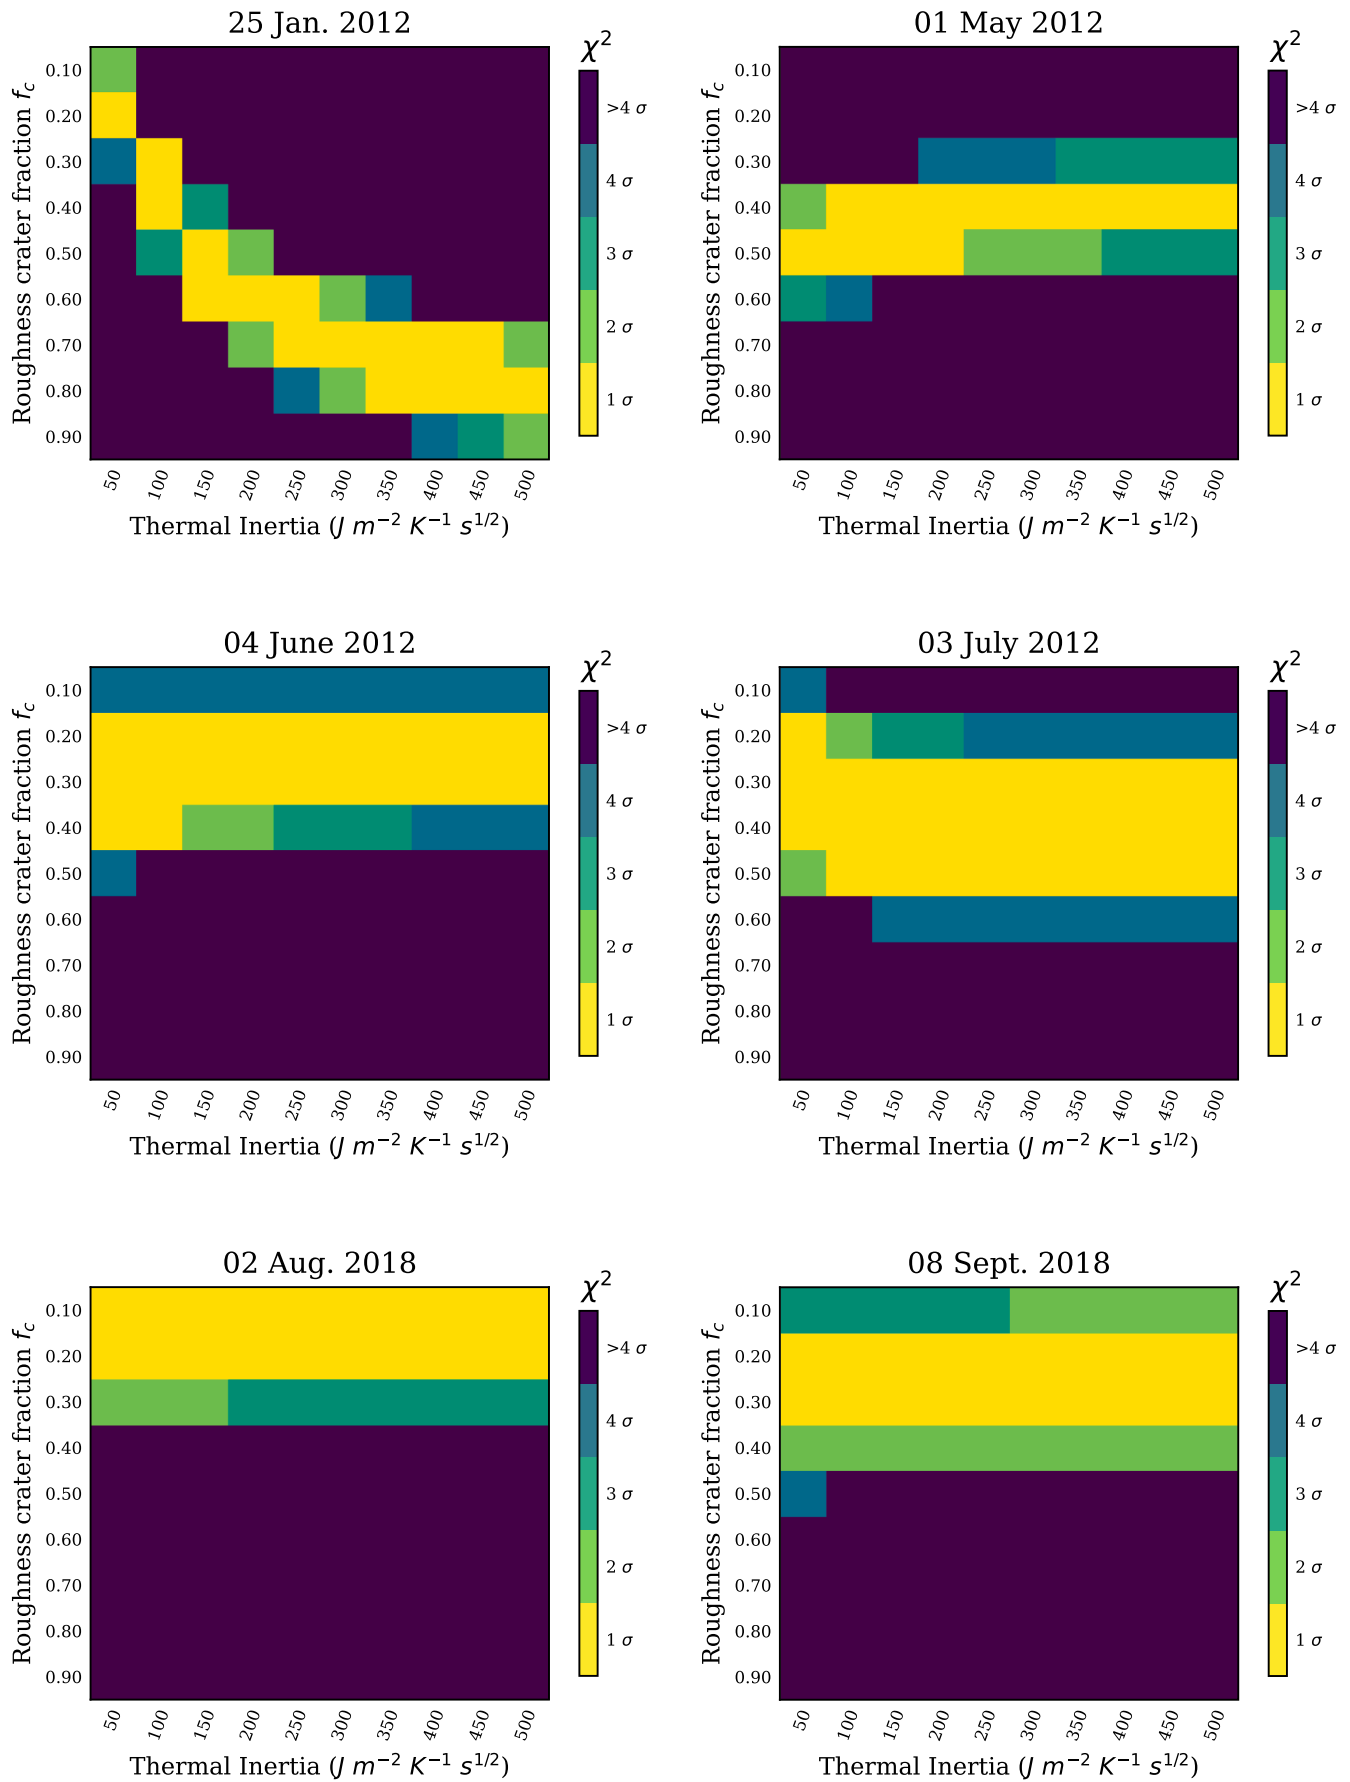 25 Jan. 2012
χ²
Roughness crater fraction f_c
0.10
0.20
0.30
0.40
0.50
0.60
0.70
0.80
0.90
>4 σ
4 σ
3 σ
2 σ
1 σ
50 100 150 200 250 300 350 400 450 500
Thermal Inertia (J m⁻² K⁻¹ s^1/2)
01 May 2012
χ²
Roughness crater fraction f_c
0.10
0.20
0.30
0.40
0.50
0.60
0.70
0.80
0.90
>4 σ
4 σ
3 σ
2 σ
1 σ
50 100 150 200 250 300 350 400 450 500
Thermal Inertia (J m⁻² K⁻¹ s^1/2)
04 June 2012
χ²
Roughness crater fraction f_c
0.10
0.20
0.30
0.40
0.50
0.60
0.70
0.80
0.90
>4 σ
4 σ
3 σ
2 σ
1 σ
50 100 150 200 250 300 350 400 450 500
Thermal Inertia (J m⁻² K⁻¹ s^1/2)
03 July 2012
χ²
Roughness crater fraction f_c
0.10
0.20
0.30
0.40
0.50
0.60
0.70
0.80
0.90
>4 σ
4 σ
3 σ
2 σ
1 σ
50 100 150 200 250 300 350 400 450 500
Thermal Inertia (J m⁻² K⁻¹ s^1/2)
02 Aug. 2018
χ²
Roughness crater fraction f_c
0.10
0.20
0.30
0.40
0.50
0.60
0.70
0.80
0.90
>4 σ
4 σ
3 σ
2 σ
1 σ
50 100 150 200 250 300 350 400 450 500
Thermal Inertia (J m⁻² K⁻¹ s^1/2)
08 Sept. 2018
χ²
Roughness crater fraction f_c
0.10
0.20
0.30
0.40
0.50
0.60
0.70
0.80
0.90
>4 σ
4 σ
3 σ
2 σ
1 σ
50 100 150 200 250 300 350 400 450 500
Thermal Inertia (J m⁻² K⁻¹ s^1/2)